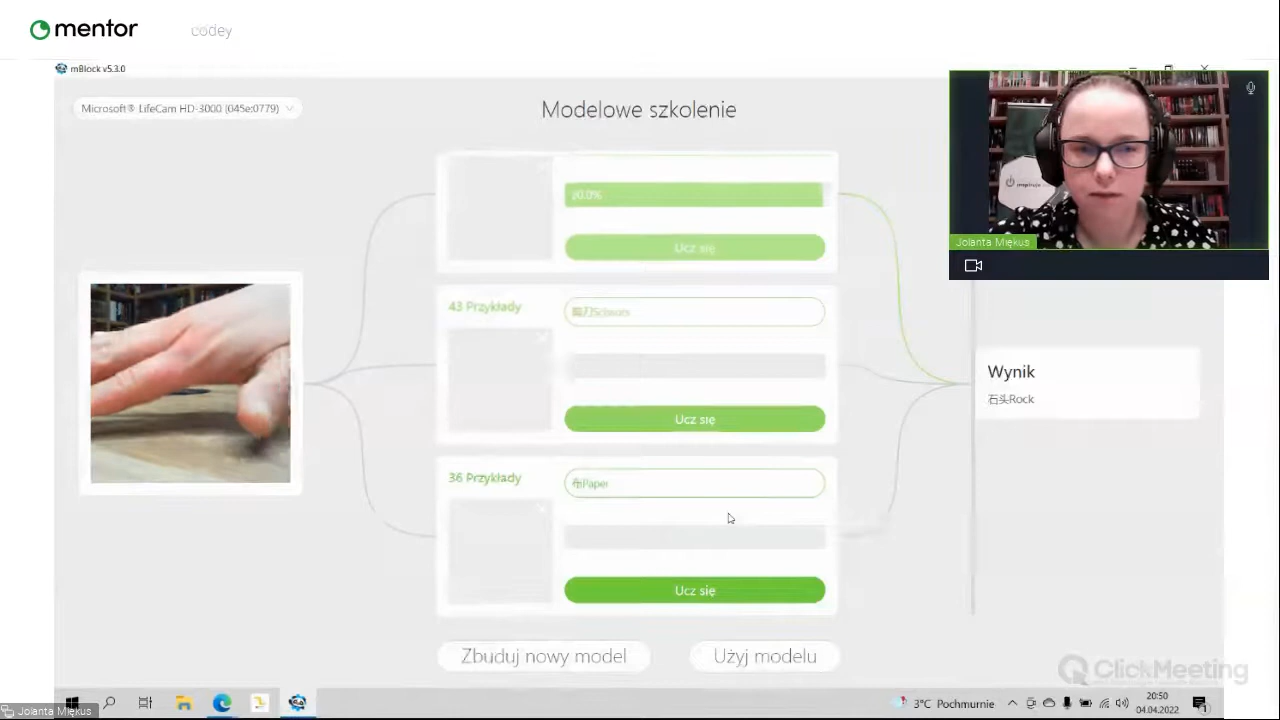 mentor
codey
mBlock v5.3.0
Microsoft® LifeCam HD-3000 (045e:0779)
Modelowe szkolenie
Ucz się
43 Przykłady
Ucz się
36 Przykłady
布Paper
Ucz się
Zbuduj nowy model
Użyj modelu
Jolanta Miękus
Wynik
石头Rock
ClickMeeting
Jolanta Miękus
3°C Pochmurnie
20:50
04.04.2022